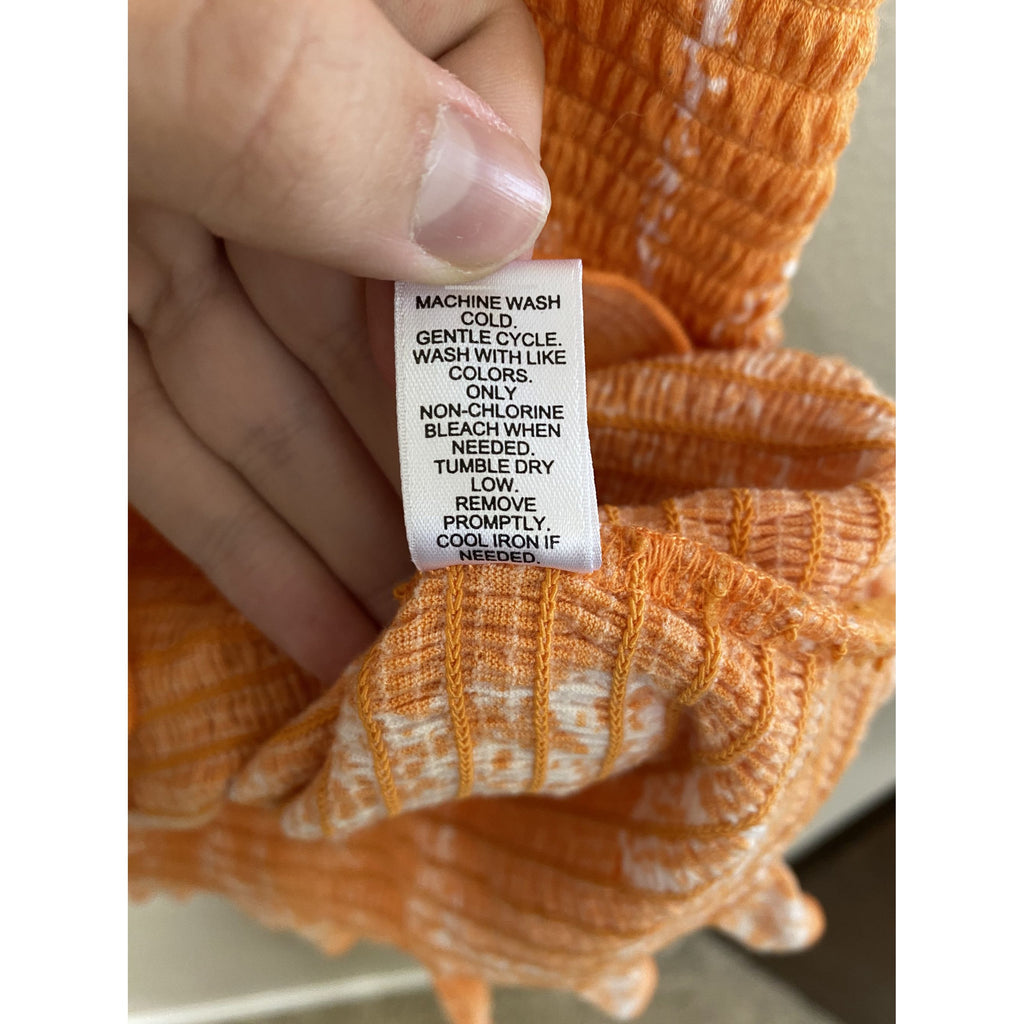 MACHINE WASH
COLD.
GENTLE CYCLE.
WASH WITH LIKE
COLORS.
ONLY
NON-CHLORINE
BLEACH WHEN
NEEDED.
TUMBLE DRY
LOW.
REMOVE
PROMPTLY.
COOL IRON IF
NEEDED.